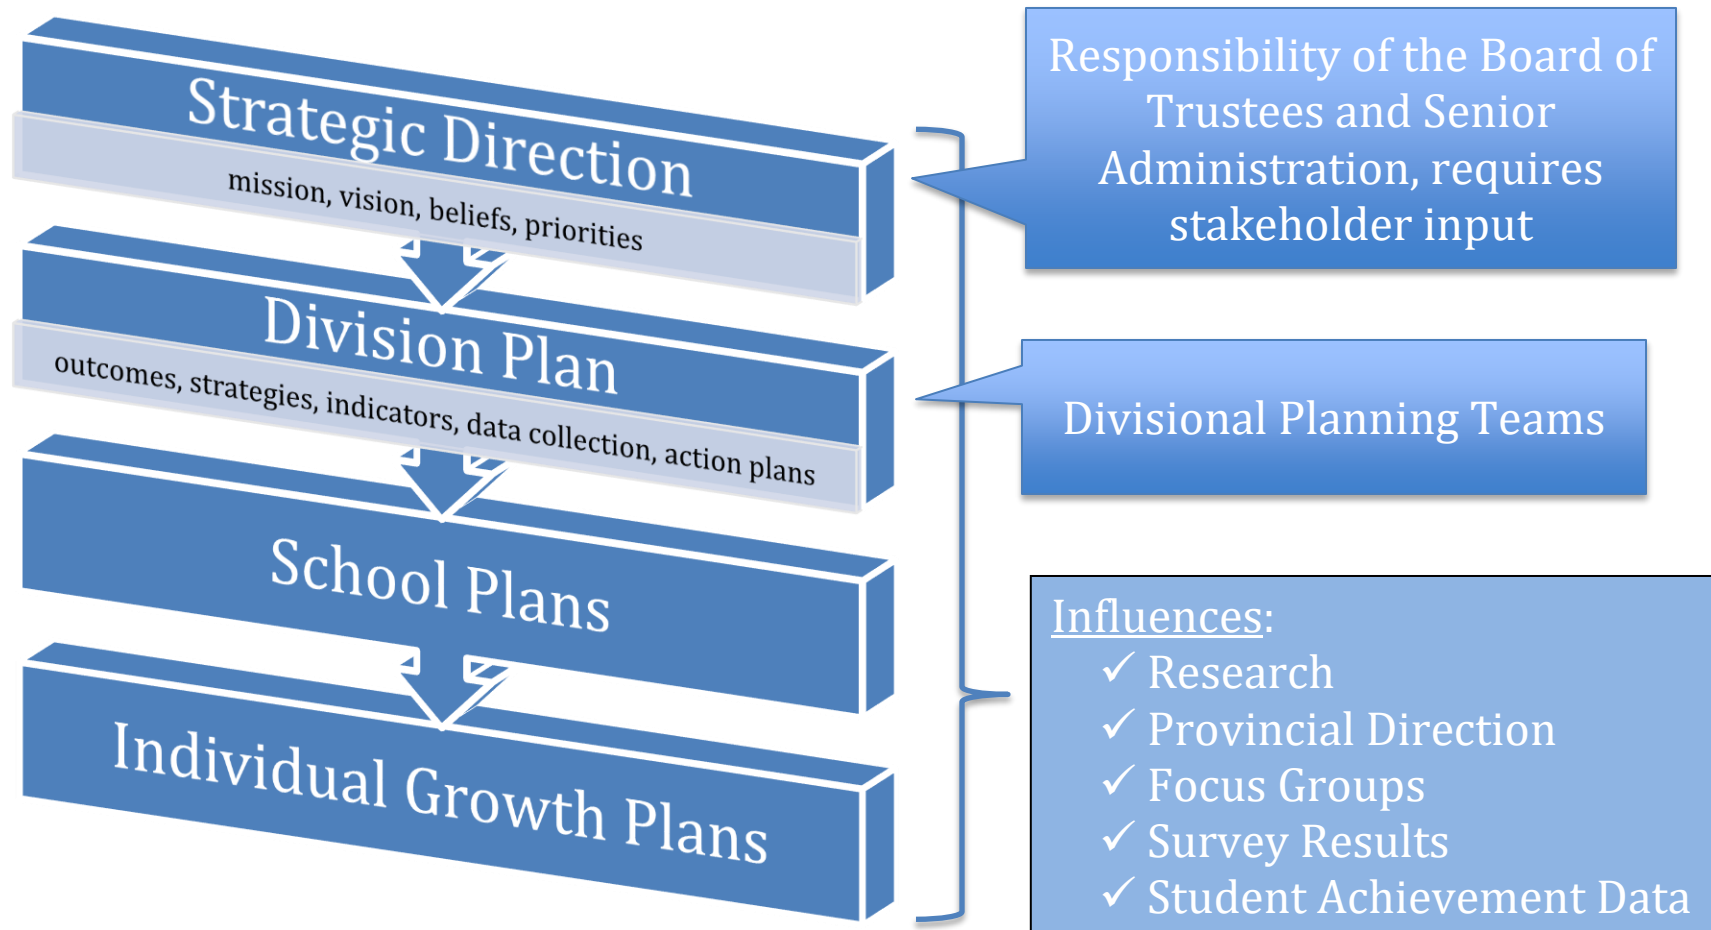 Strategic Direction
mission, vision, beliefs, priorities
Division Plan
outcomes, strategies, indicators, data collection, action plans
School Plans
Individual Growth Plans
Responsibility of the Board of
Trustees and Senior
Administration, requires
stakeholder input
Divisional Planning Teams
Influences:
✓ Research
✓ Provincial Direction
✓ Focus Groups
✓ Survey Results
✓ Student Achievement Data